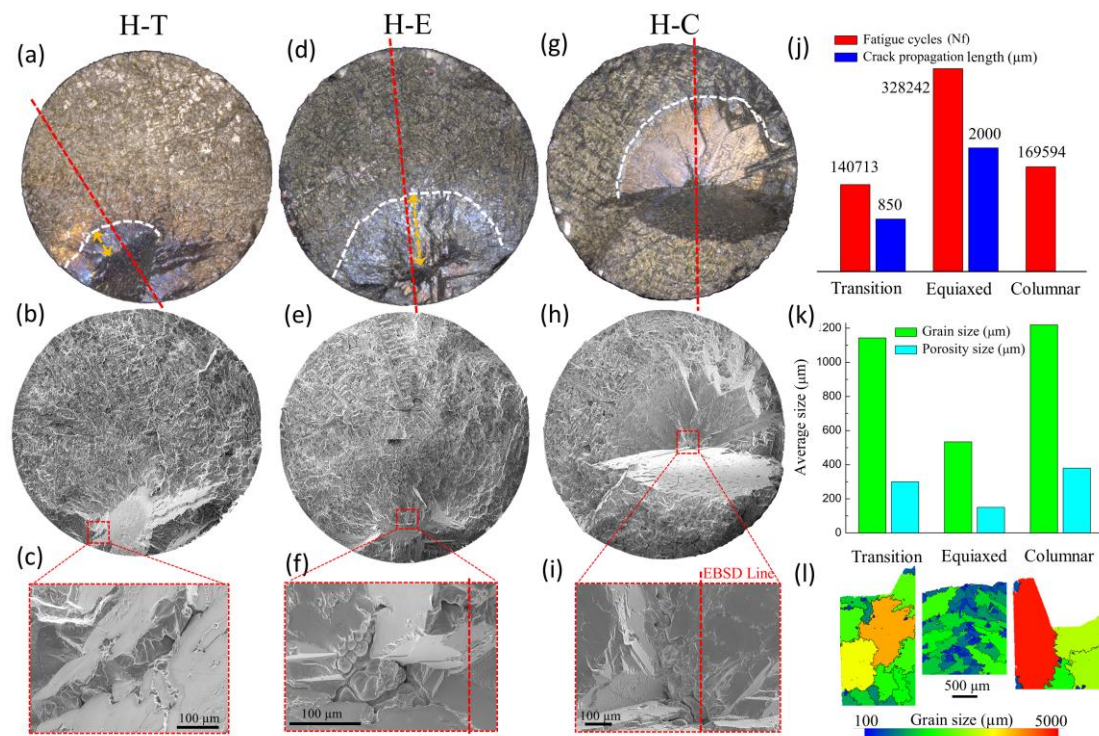 H-T
H-E
H-C
(a)
(d)
(g)
(j)
Fatigue cycles (Nf)
Crack propagation length (µm)
328242
2000
169594
140713
850
Transition
Equiaxed
Columnar
(b)
(e)
(h)
(k)
1200
1000
800
600
400
200
0
Average size (µm)
Grain size (µm)
Porosity size (µm)
Transition
Equiaxed
Columnar
(c)
100 µm
(f)
100 µm
(i)
EBSD Line
100 µm
(l)
500 µm
100
Grain size (µm)
5000